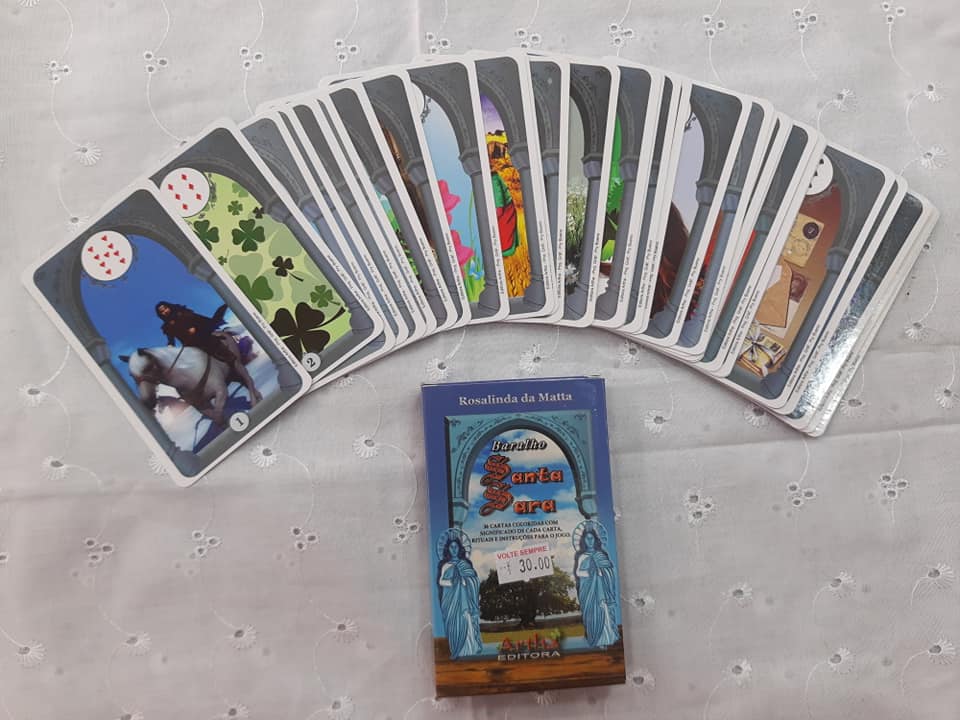 1
2
Rosalinda da Matta
Baralho
Santa
Sara
36 CARTAS COLORIDAS COM
SIGNIFICADO DE CADA CARTA,
RITUAIS E INSTRUÇÕES PARA O JOGO.
VOLTE SEMPRE
30.00
EDITORA